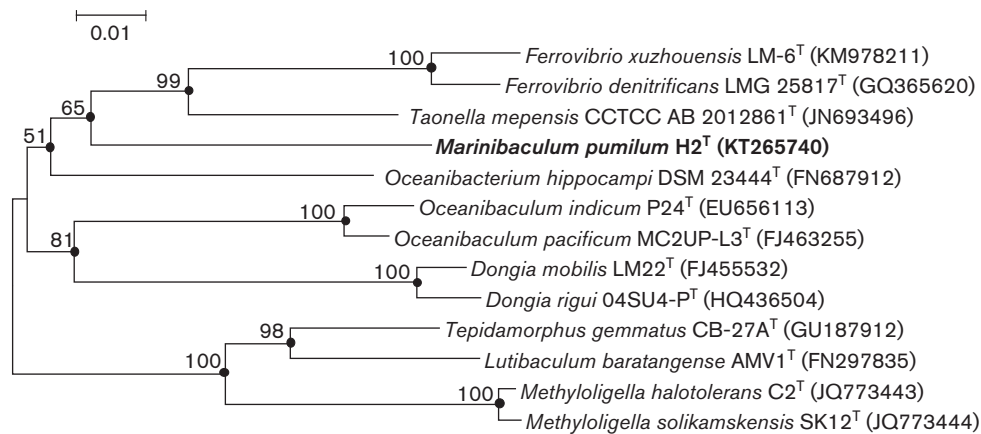 0.01
100 Ferrovibrio xuzhouensis LM-6ᵀ (KM978211)
99 Ferrovibrio denitrificans LMG 25817ᵀ (GQ365620)
65 Taonella mepensis CCTCC AB 2012861ᵀ (JN693496)
51 Marinibaculum pumilum H2ᵀ (KT265740)
Oceanibacterium hippocampi DSM 23444ᵀ (FN687912)
100 Oceanibaculum indicum P24ᵀ (EU656113)
81 Oceanibaculum pacificum MC2UP-L3ᵀ (FJ463255)
100 Dongia mobilis LM22ᵀ (FJ455532)
Dongia rigui 04SU4-Pᵀ (HQ436504)
98 Tepidamorphus gemmatus CB-27Aᵀ (GU187912)
100 Lutibaculum baratangense AMV1ᵀ (FN297835)
100 Methyloligella halotolerans C2ᵀ (JQ773443)
Methyloligella solikamskensis SK12ᵀ (JQ773444)